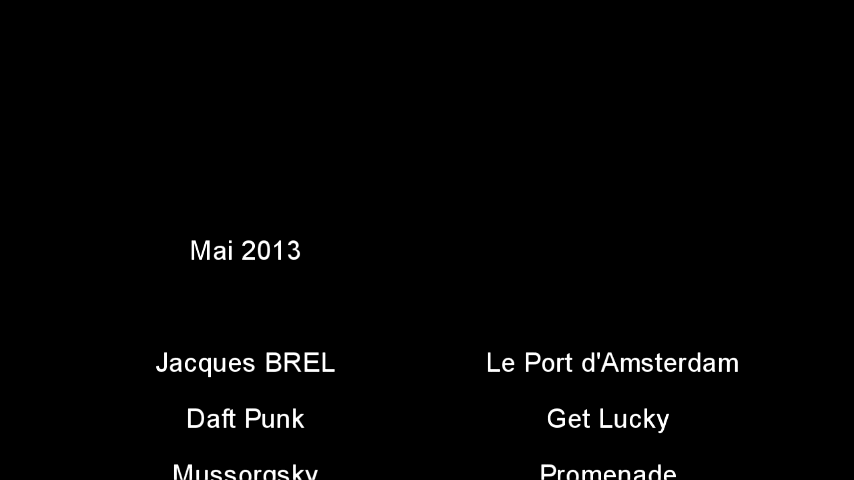 Mai 2013
Jacques BREL Le Port d'Amsterdam
Daft Punk Get Lucky
Mussorgsky Promenade